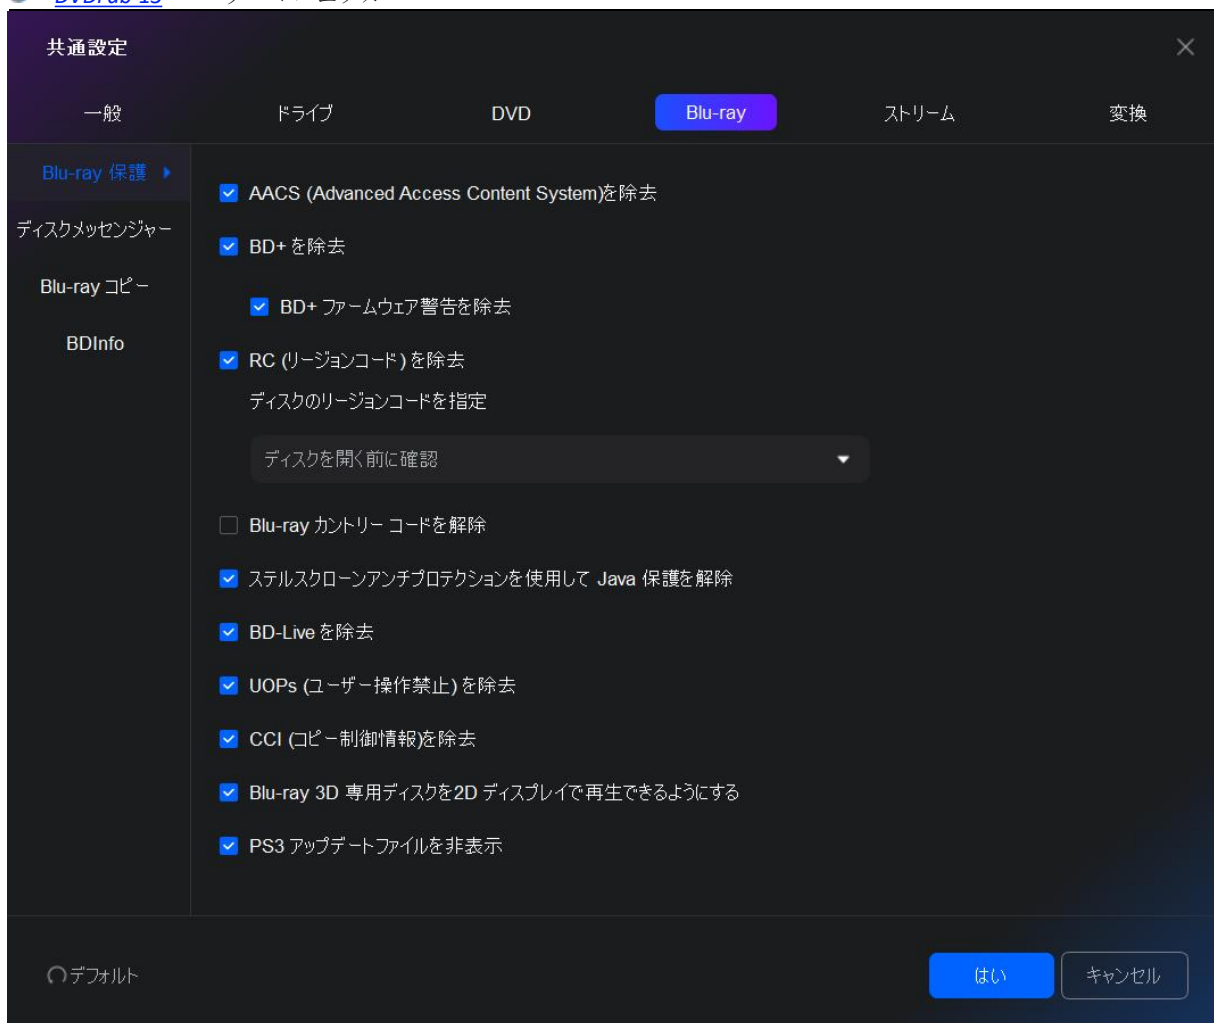 DVDFab 13
共通設定
一般 ドライブ DVD Blu-ray ストリーム 変換
Blu-ray 保護
ディスクメッセンジャー
Blu-ray コピー
BDInfo
AACS (Advanced Access Content System)を除去
BD+ を除去
BD+ ファームウェア警告を除去
RC (リージョンコード) を除去
ディスクのリージョンコードを指定
ディスクを開く前に確認
Blu-ray カントリー コードを解除
ステルスクローンアンチプロテクションを使用して Java 保護を解除
BD-Live を除去
UOPs (ユーザー操作禁止) を除去
CCI (コピー制御情報)を除去
Blu-ray 3D 専用ディスクを2D ディスプレイで再生できるようにする
PS3 アップデートファイルを非表示
デフォルト
はい キャンセル